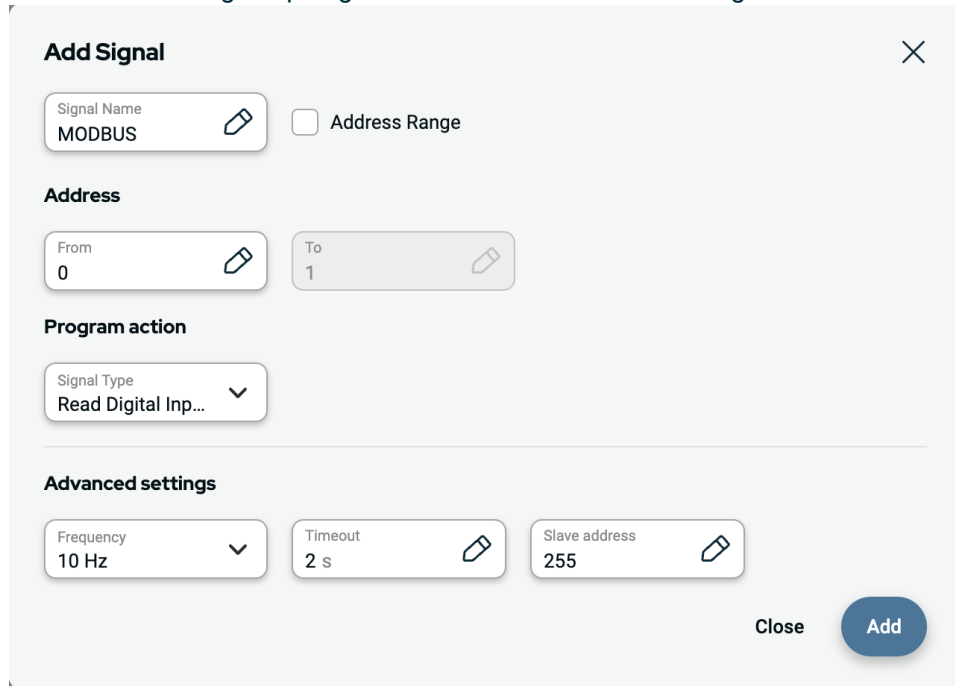 Add Signal
Signal Name
MODBUS
Address Range
Address
From
0
To
1
Program action
Signal Type
Read Digital Inp...
Advanced settings
Frequency
10 Hz
Timeout
2 s
Slave address
255
Close
Add